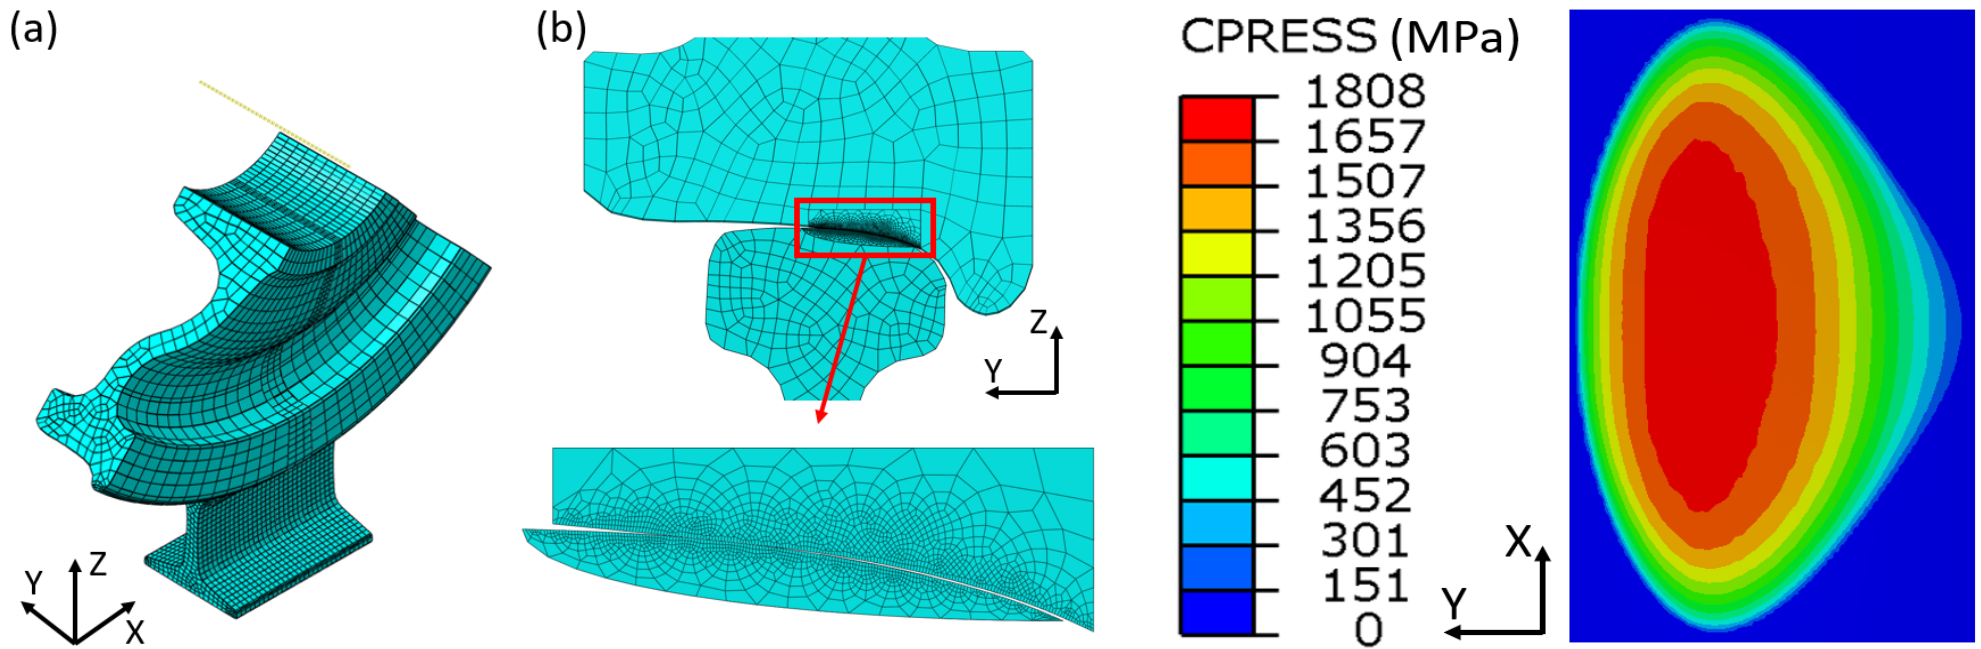 (a)
Y
Z
X
(b)
Z
Y
CPRESS (MPa)
1808
1657
1507
1356
1205
1055
904
753
603
452
301
151
0
X
Y